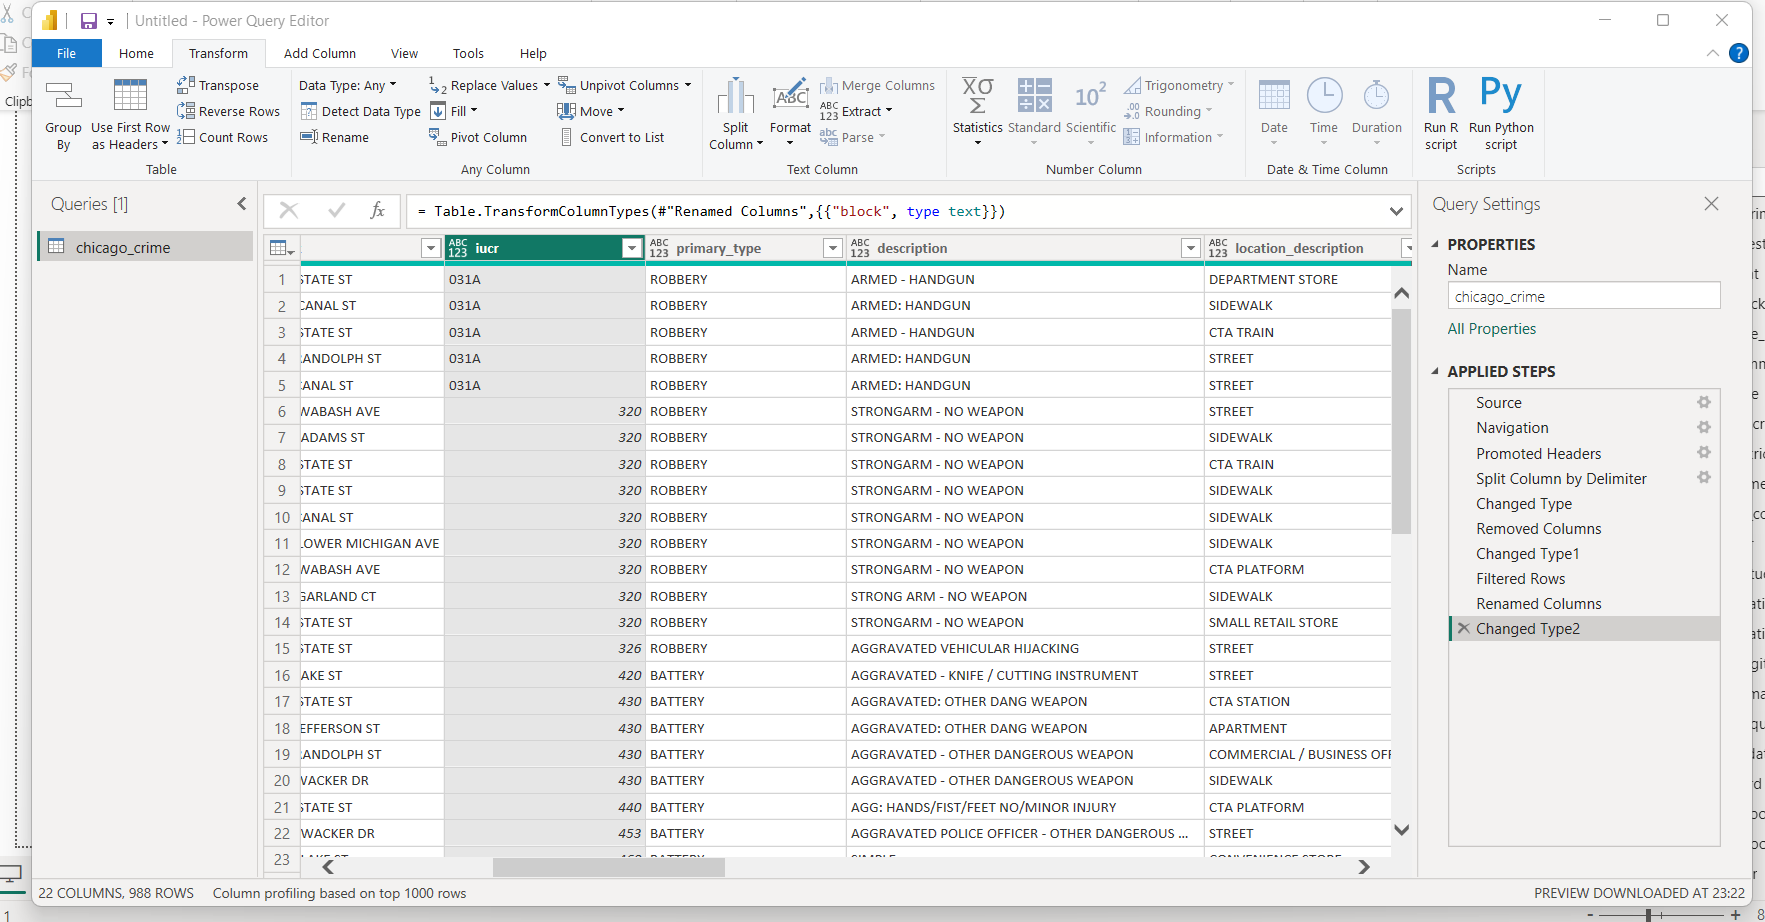 Untitled - Power Query Editor
File Home Transform Add Column View Tools Help
Transpose
Reverse Rows
Count Rows
Group By
Use First Row as Headers
Table
Data Type: Any
Detect Data Type
Rename
Replace Values
Fill
Pivot Column
Unpivot Columns
Move
Convert to List
Any Column
Split Column
Format
Merge Columns
Extract
Parse
Text Column
Statistics
Standard
Scientific
Trigonometry
Rounding
Information
Number Column
Date
Time
Duration
Date & Time Column
Run R script
Run Python script
Scripts
Clipb
Queries [1]
chicago_crime
= Table.TransformColumnTypes(#"Renamed Columns",{{"block", type text}})
iucr primary_type description location_description
1 STATE ST 031A ROBBERY ARMED - HANDGUN DEPARTMENT STORE
2 CANAL ST 031A ROBBERY ARMED: HANDGUN SIDEWALK
3 STATE ST 031A ROBBERY ARMED - HANDGUN CTA TRAIN
4 ANDOLPH ST 031A ROBBERY ARMED: HANDGUN STREET
5 CANAL ST 031A ROBBERY ARMED: HANDGUN STREET
6 WABASH AVE 320 ROBBERY STRONGARM - NO WEAPON STREET
7 ADAMS ST 320 ROBBERY STRONGARM - NO WEAPON SIDEWALK
8 STATE ST 320 ROBBERY STRONGARM - NO WEAPON CTA TRAIN
9 STATE ST 320 ROBBERY STRONGARM - NO WEAPON SIDEWALK
10 CANAL ST 320 ROBBERY STRONGARM - NO WEAPON SIDEWALK
11 LOWER MICHIGAN AVE 320 ROBBERY STRONGARM - NO WEAPON SIDEWALK
12 WABASH AVE 320 ROBBERY STRONGARM - NO WEAPON CTA PLATFORM
13 GARLAND CT 320 ROBBERY STRONG ARM - NO WEAPON SIDEWALK
14 STATE ST 320 ROBBERY STRONGARM - NO WEAPON SMALL RETAIL STORE
15 STATE ST 326 ROBBERY AGGRAVATED VEHICULAR HIJACKING STREET
16 AKE ST 420 BATTERY AGGRAVATED - KNIFE / CUTTING INSTRUMENT STREET
17 STATE ST 430 BATTERY AGGRAVATED: OTHER DANG WEAPON CTA STATION
18 EFFERSON ST 430 BATTERY AGGRAVATED: OTHER DANG WEAPON APARTMENT
19 ANDOLPH ST 430 BATTERY AGGRAVATED - OTHER DANGEROUS WEAPON COMMERCIAL / BUSINESS OFF
20 WACKER DR 430 BATTERY AGGRAVATED - OTHER DANGEROUS WEAPON SIDEWALK
21 STATE ST 440 BATTERY AGG: HANDS/FIST/FEET NO/MINOR INJURY CTA PLATFORM
22 WACKER DR 453 BATTERY AGGRAVATED POLICE OFFICER - OTHER DANGEROUS ... STREET
23
Query Settings
PROPERTIES
Name
chicago_crime
All Properties
APPLIED STEPS
Source
Navigation
Promoted Headers
Split Column by Delimiter
Changed Type
Removed Columns
Changed Type1
Filtered Rows
Renamed Columns
Changed Type2
22 COLUMNS, 988 ROWS Column profiling based on top 1000 rows PREVIEW DOWNLOADED AT 23:22